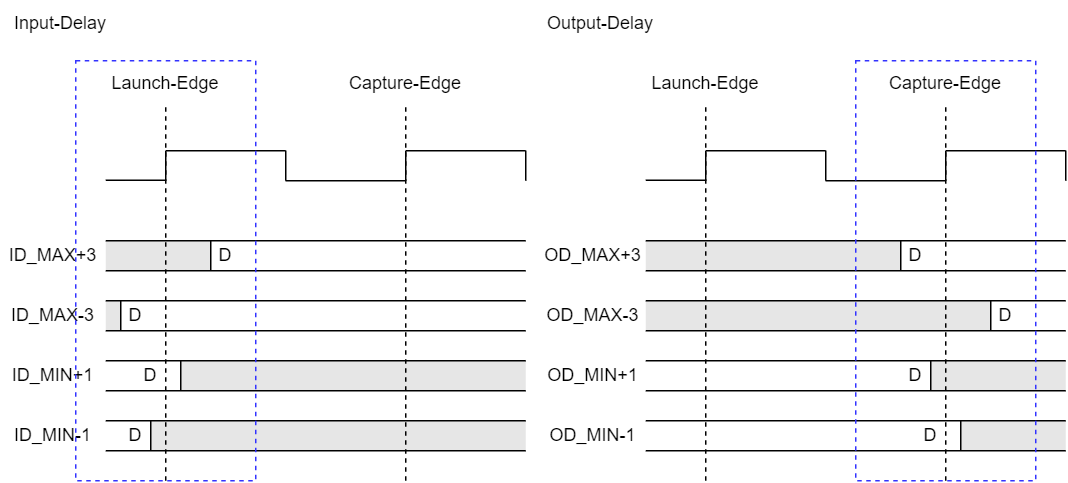 Input-Delay
Output-Delay
Launch-Edge
Capture-Edge
Launch-Edge
Capture-Edge
ID_MAX+3
D
OD_MAX+3
D
ID_MAX-3
D
OD_MAX-3
D
ID_MIN+1
D
OD_MIN+1
D
ID_MIN-1
D
OD_MIN-1
D